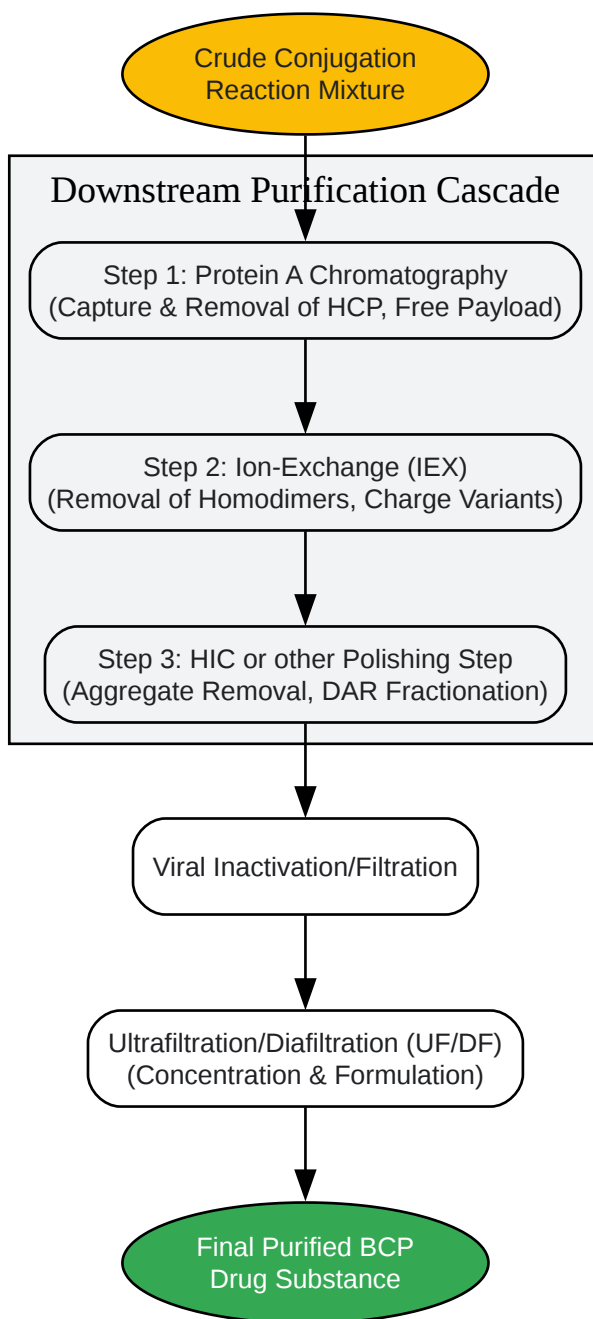 Crude Conjugation
Reaction Mixture
Downstream Purification Cascade
Step 1: Protein A Chromatography
(Capture & Removal of HCP, Free Payload)
Step 2: Ion-Exchange (IEX)
(Removal of Homodimers, Charge Variants)
Step 3: HIC or other Polishing Step
(Aggregate Removal, DAR Fractionation)
Viral Inactivation/Filtration
Ultrafiltration/Diafiltration (UF/DF)
(Concentration & Formulation)
Final Purified BCP
Drug Substance